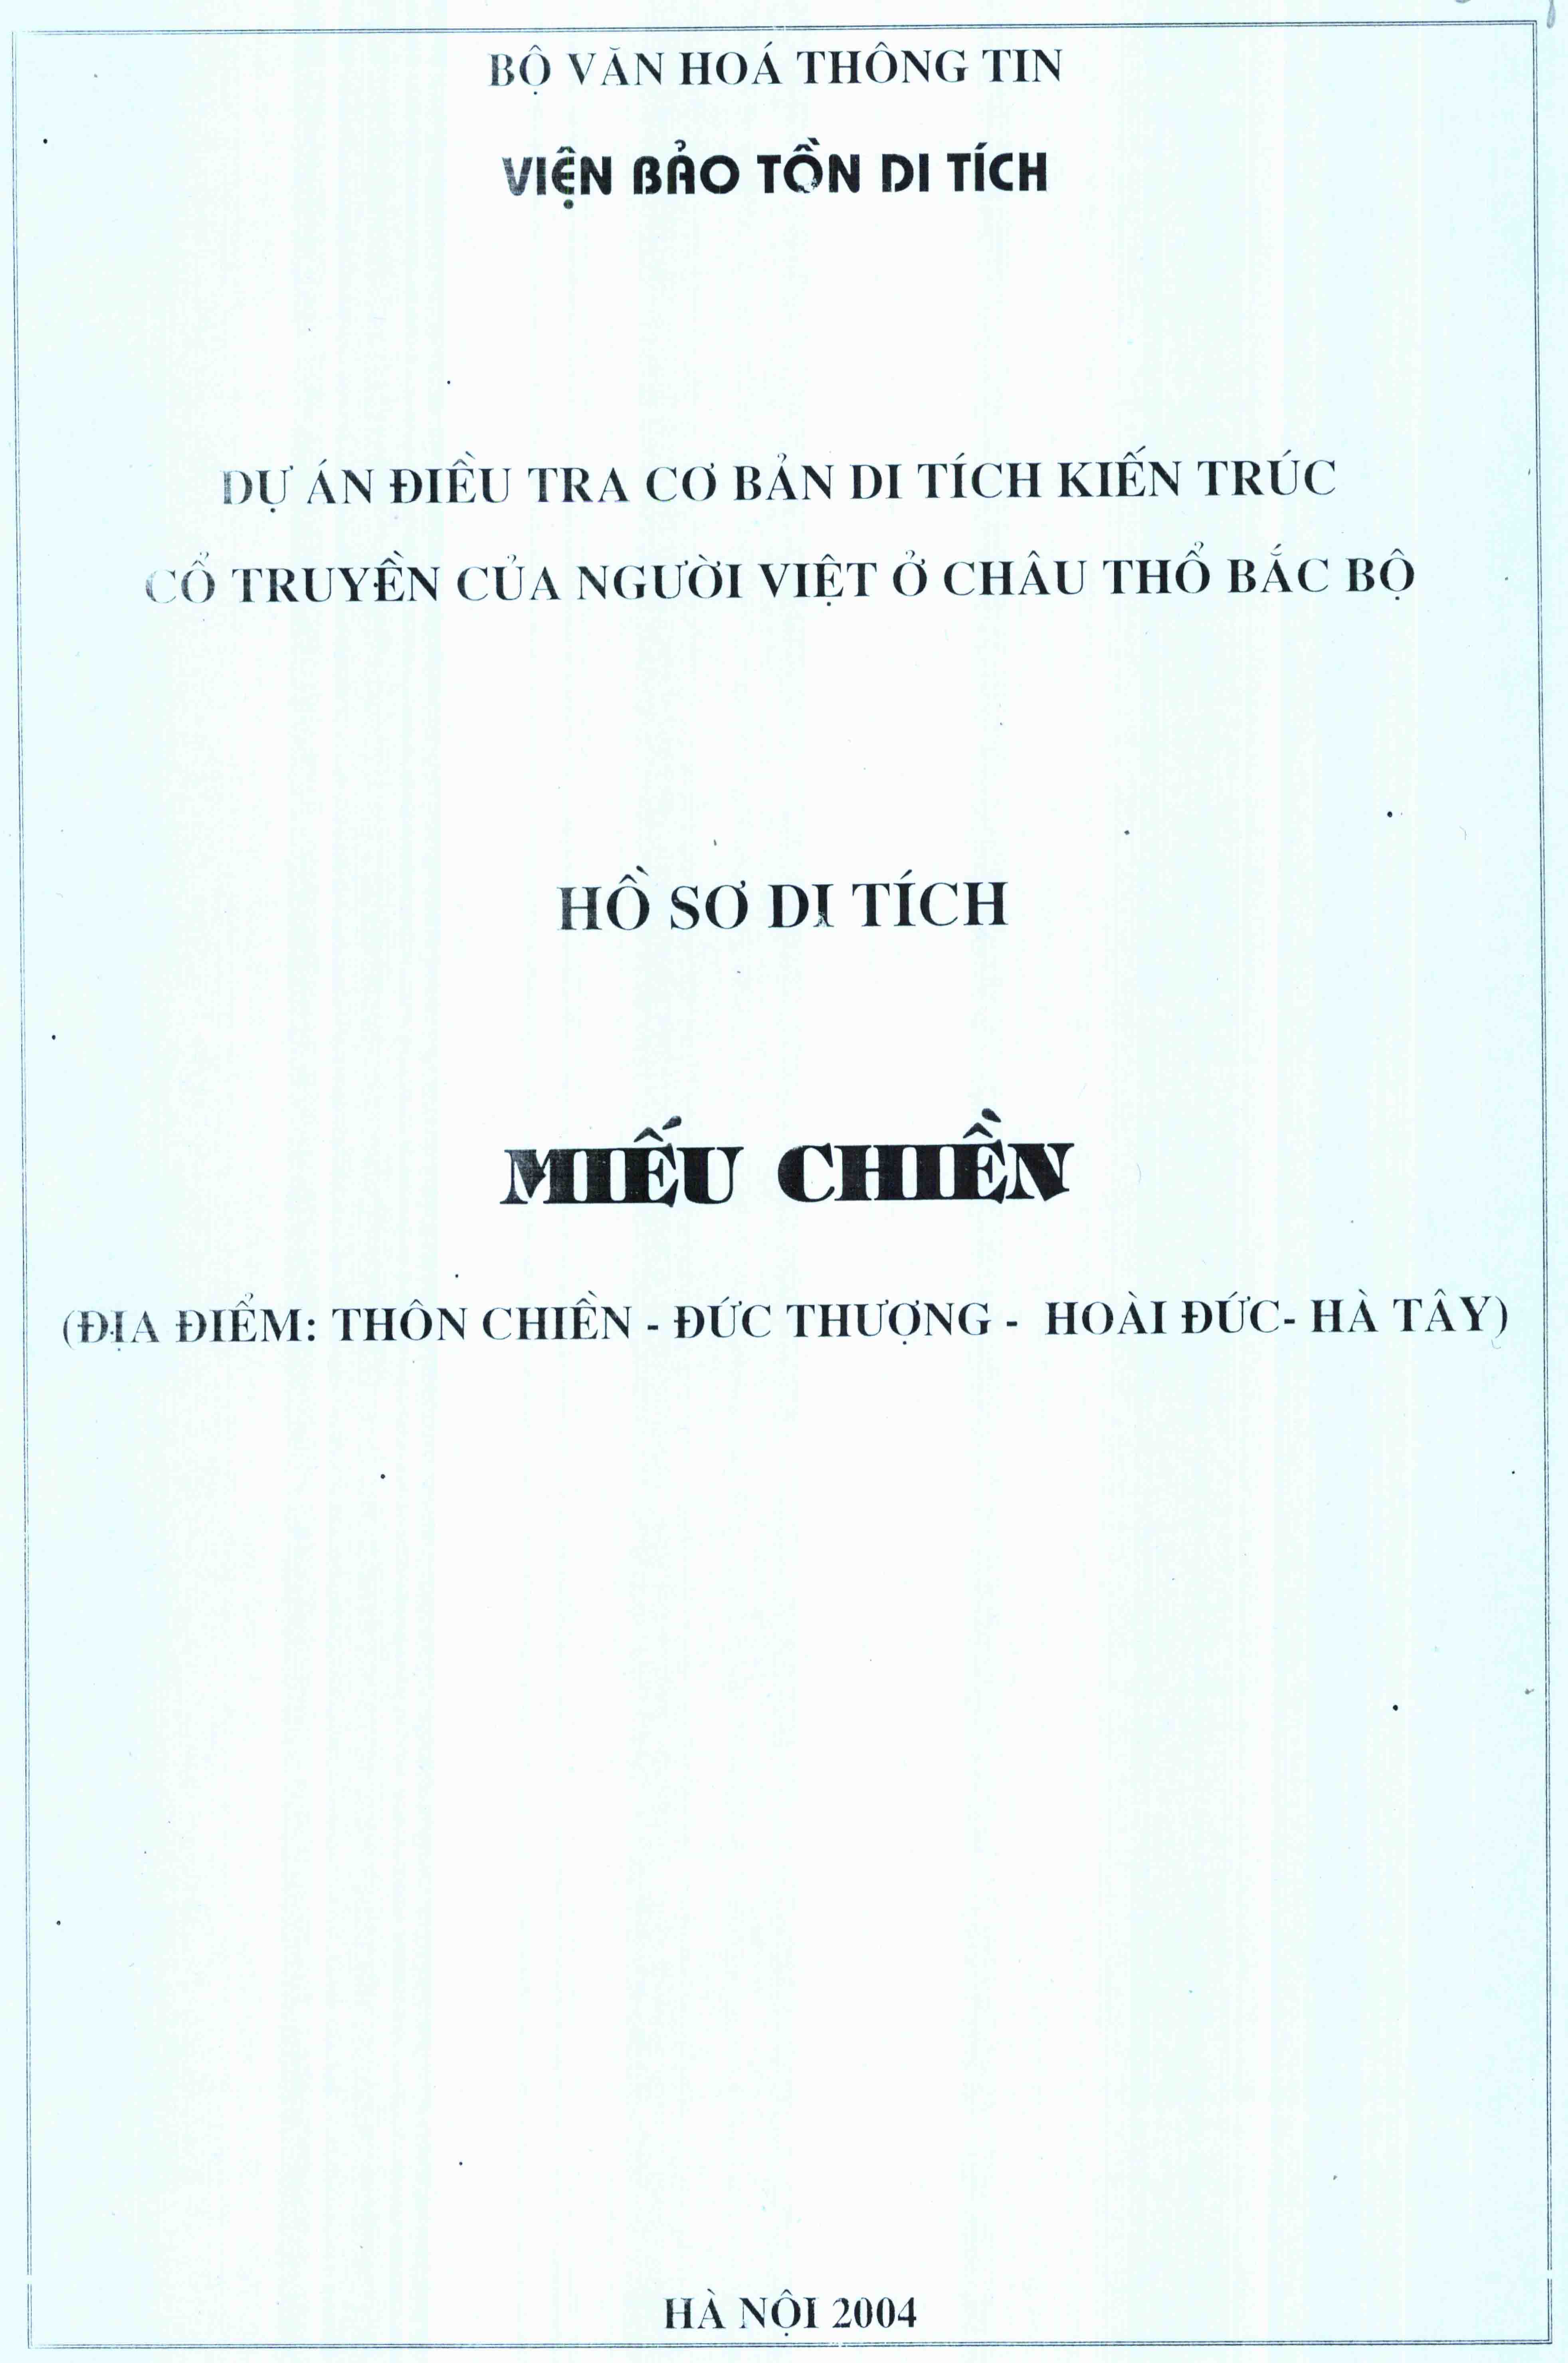 BỘ VĂN HOÁ THÔNG TIN
VIỆN BẢO TỒN DI TÍCH
DỰ ÁN ĐIỀU TRA CƠ BẢN DI TÍCH KIẾN TRÚC
CỔ TRUYỀN CỦA NGƯỜI VIỆT Ở CHÂU THỔ BẮC BỘ
HỒ SƠ DI TÍCH
MIẾU CHIỀN
(ĐỊA ĐIỂM: THÔN CHIỀN - ĐỨC THƯỢNG - HOÀI ĐỨC- HÀ TÂY)
HÀ NỘI 2004